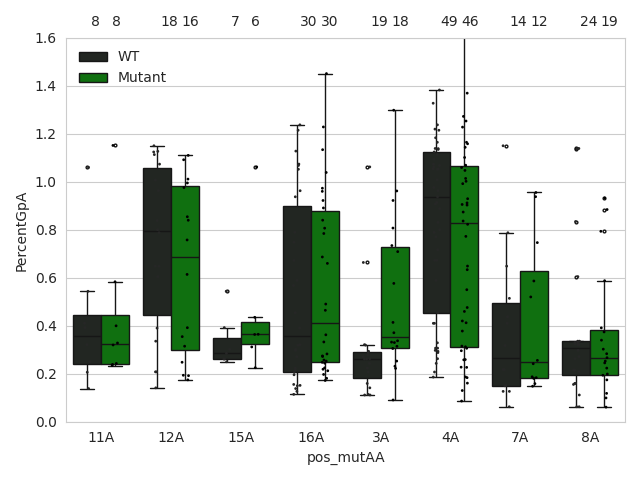 8 8 18 16 7 6 30 30 19 18 49 46 14 12 24 19
1.6
WT
Mutant
1.4
1.2
1.0
0.8
0.6
0.4
0.2
0.0
PercentGpA
11A 12A 15A 16A 3A 4A 7A 8A
pos_mutAA